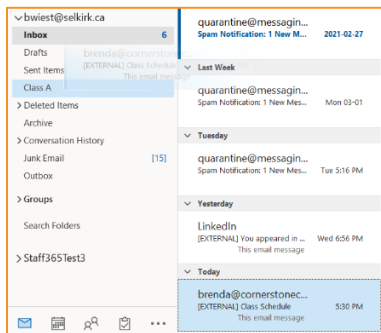 bwiest@selkirk.ca
Inbox 6
Drafts
Sent Items
Class A
Deleted Items
Archive
Conversation History
Junk Email [15]
Outbox
Groups
Search Folders
Staff365Test3
brenda@cornerstonec...
[EXTERNAL] Class Schedule
This email message
quarantine@messagin...
Spam Notification: 1 New M... 2021-02-27
Last Week
quarantine@messagin...
Spam Notification: 1 New Mes... Mon 03-01
Tuesday
quarantine@messagin...
Spam Notification: 1 New Mes... Tue 5:16 PM
Yesterday
LinkedIn
[EXTERNAL] You appeared in ... Wed 6:56 PM
This email message
Today
brenda@cornerstonec...
[EXTERNAL] Class Schedule 5:30 PM
This email message